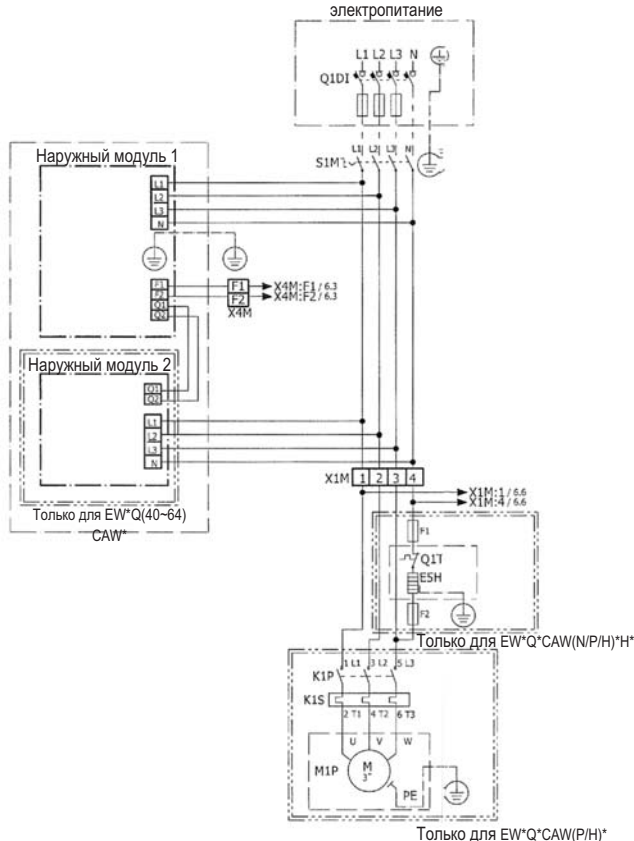 электропитание
L1 L2 L3 N
Q1DI
L1 L2 L3 N
S1M
Наружный модуль 1
L1
L2
L3
N
F1
F2
Q1
Q2
F1 X4M:F1/6.3
F2 X4M:F2/6.3
X4M
Наружный модуль 2
Q1
Q2
L1
L2
L3
N
Только для EW*Q(40~64)
CAW*
X1M 1 2 3 4
X1M:1/6.6
X1M:4/6.6
F1
Q1T
E5H
F2
Только для EW*Q*CAW(N/P/H)*H*
1 L1 3 L2 5 L3
K1P
K1S
2 T1 4 T2 6 T3
U V W
M1P
M
3~
PE
Только для EW*Q*CAW(P/H)*